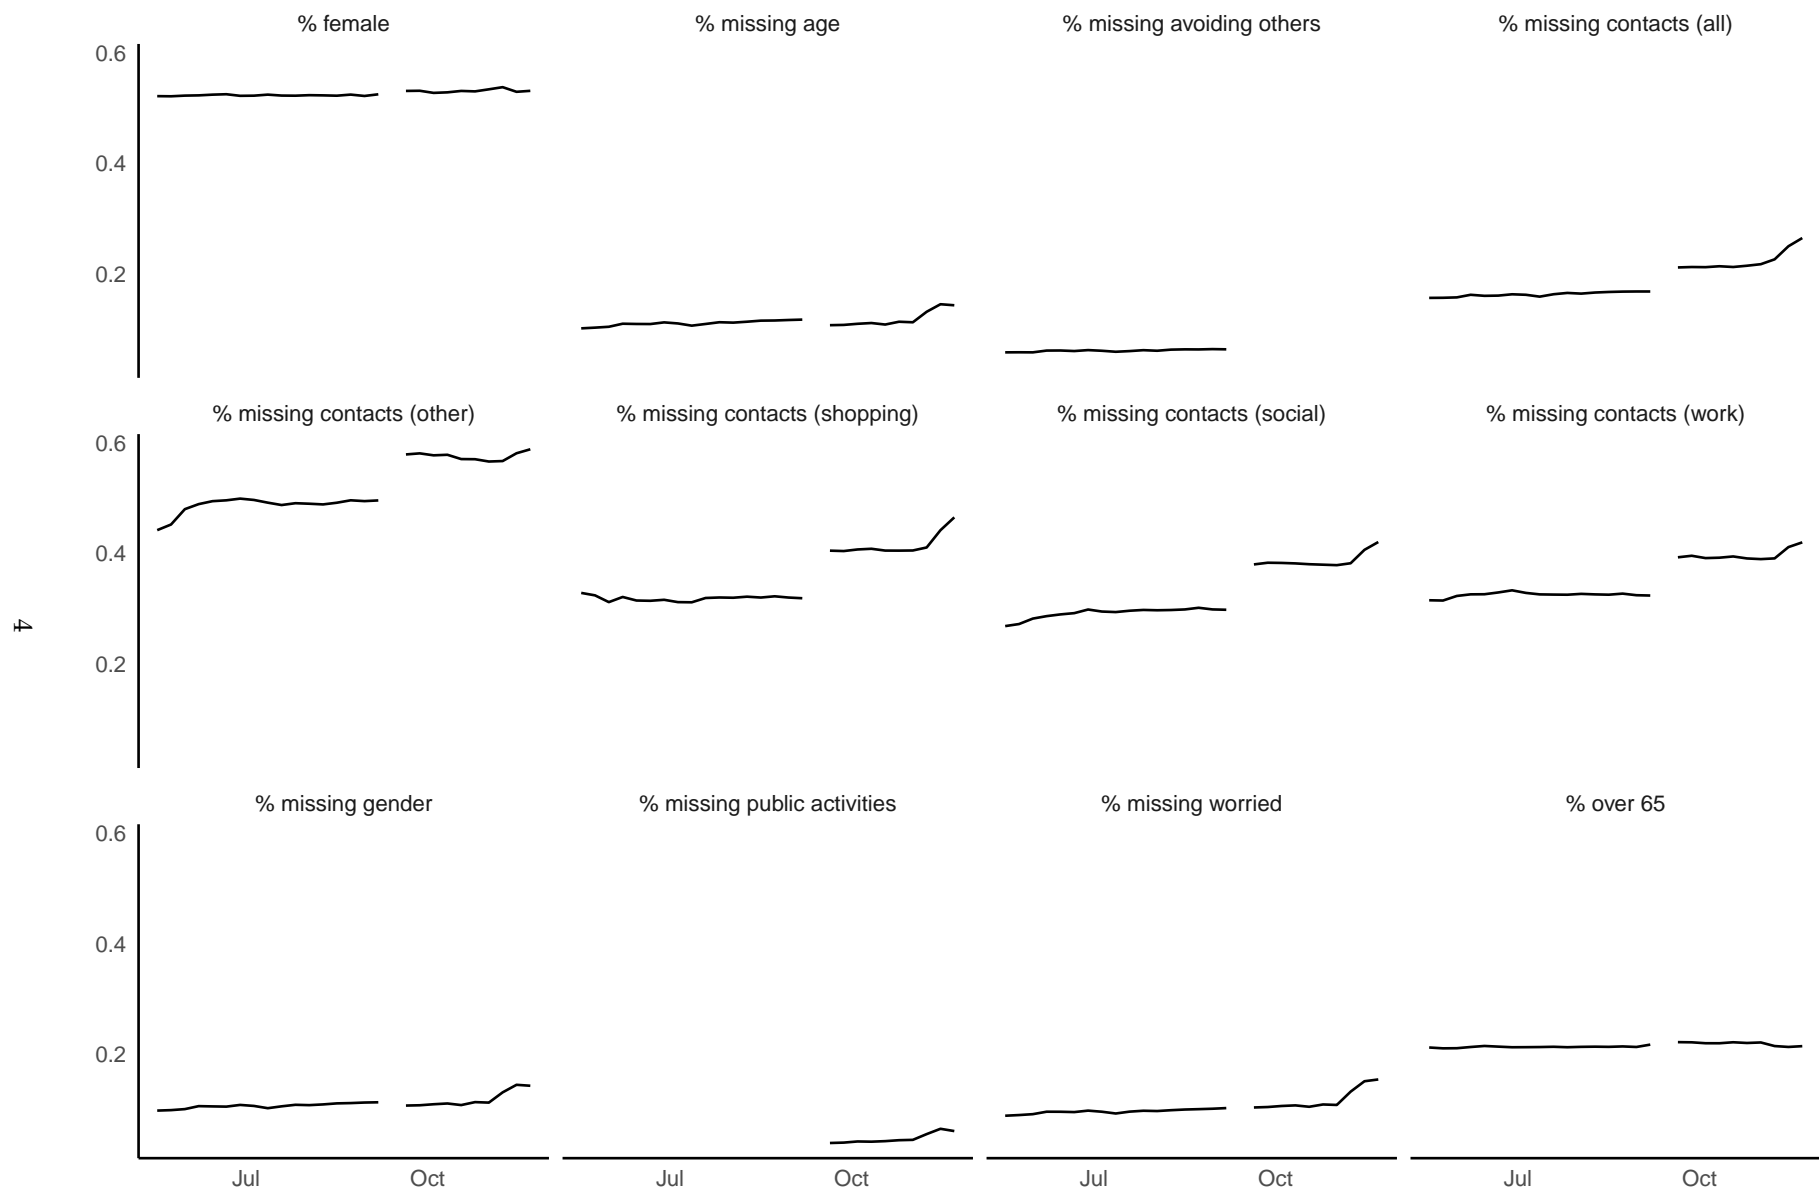 % female % missing age % missing avoiding others % missing contacts (all)
0.6
0.4
0.2
% missing contacts (other) % missing contacts (shopping) % missing contacts (social) % missing contacts (work)
0.6
0.4
0.2
4
% missing gender % missing public activities % missing worried % over 65
0.6
0.4
0.2
Jul Oct Jul Oct Jul Oct Jul Oct